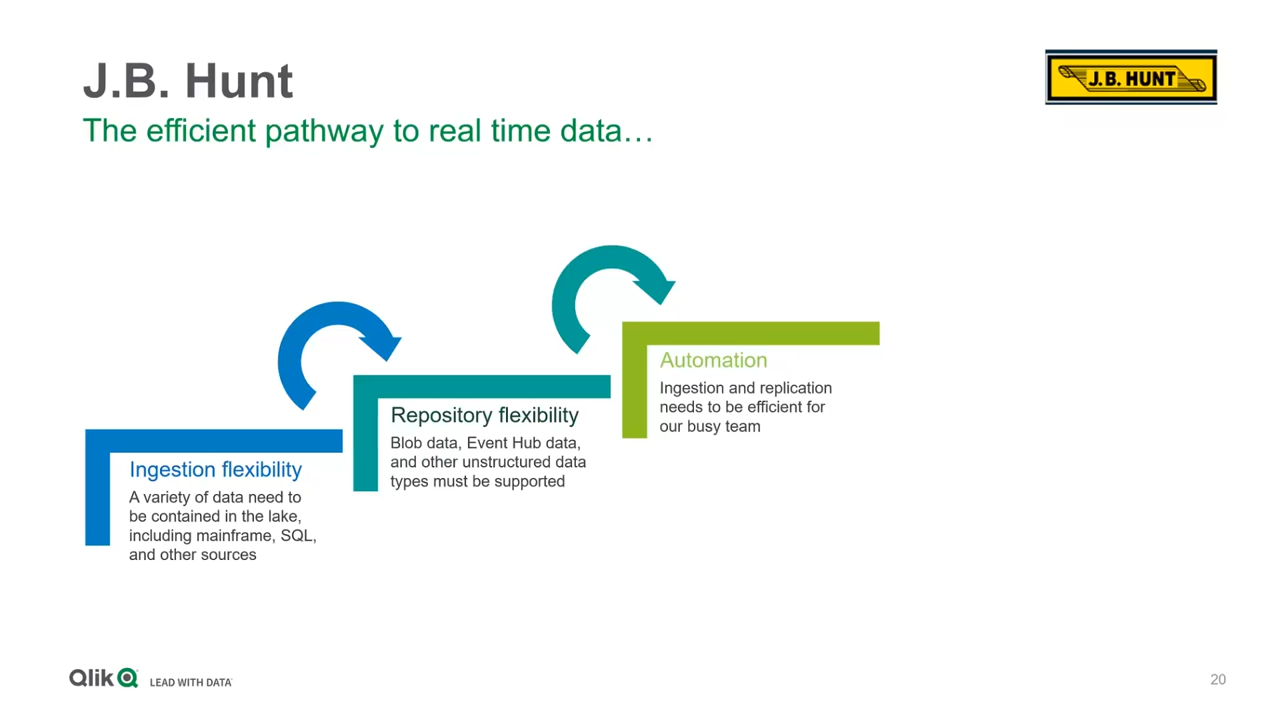 J.B. Hunt
The efficient pathway to real time data…
J.B. HUNT
Ingestion flexibility
A variety of data need to
be contained in the lake,
including mainframe, SQL,
and other sources
Repository flexibility
Blob data, Event Hub data,
and other unstructured data
types must be supported
Automation
Ingestion and replication
needs to be efficient for
our busy team
Qlik LEAD WITH DATA
20